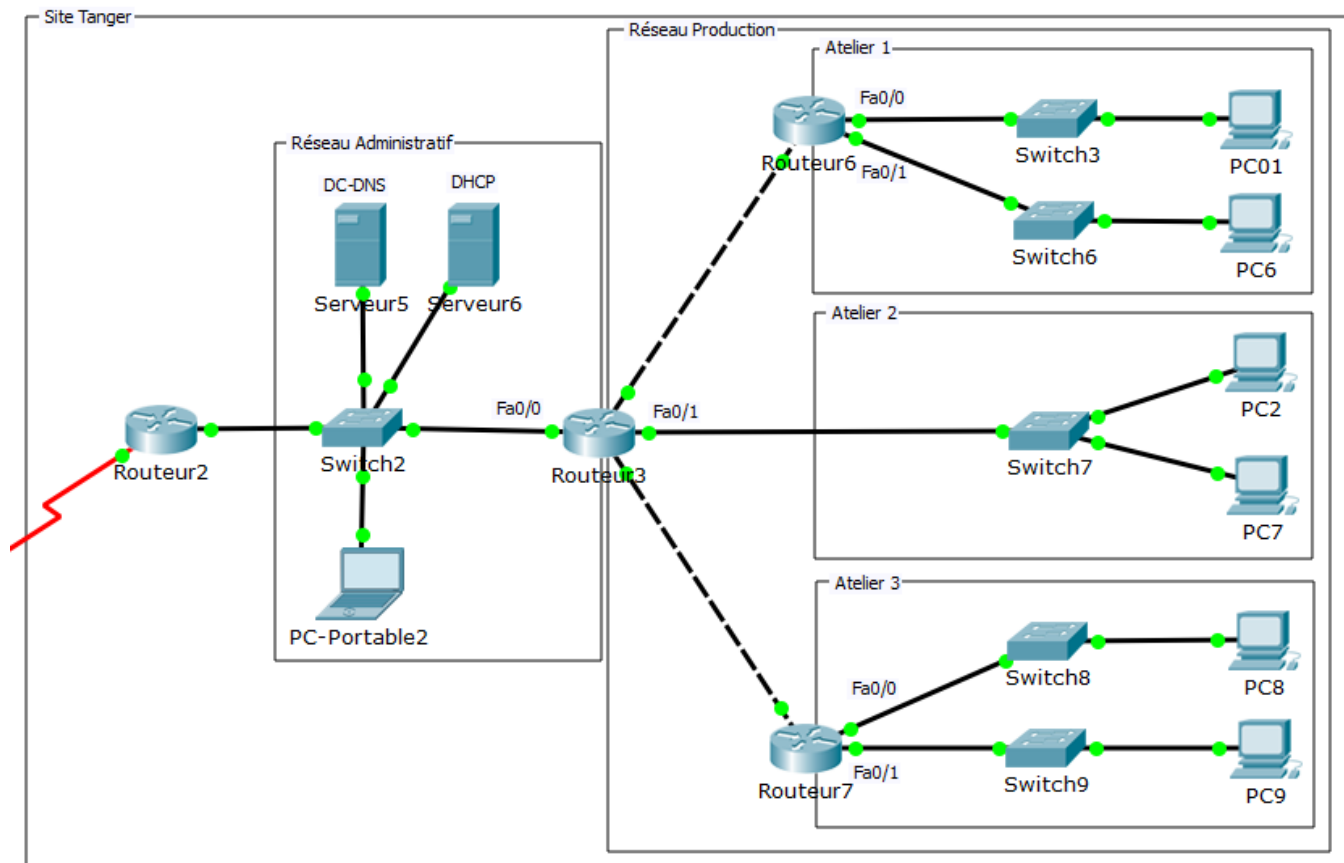 Site Tanger
Réseau Production
Atelier 1
Fa0/0
Routeur6
Fa0/1
Switch3
PC01
Switch6
PC6
Réseau Administratif
DC-DNS
DHCP
Serveur5
Serveur6
Atelier 2
PC2
Fa0/0
Fa0/1
Routeur2
Switch2
Routeur3
Switch7
PC7
Atelier 3
PC-Portable2
Switch8
PC8
Fa0/0
Routeur7
Fa0/1
Switch9
PC9